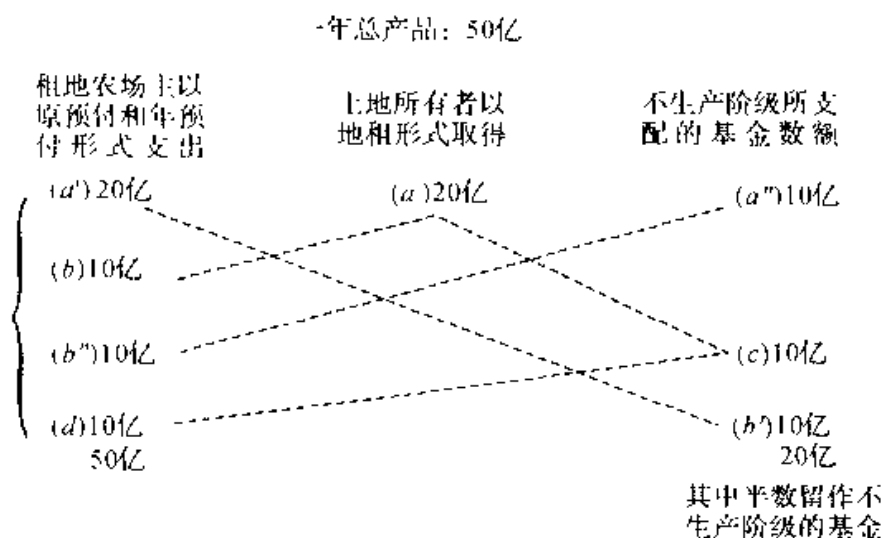 一年总产品：50亿
租地农场主以
原预付和年预
付形式支出
土地所有者以
地租形式取得
不生产阶级所支
配的基金数额
(a')20亿
(a)20亿
(a")10亿
(b)10亿
(b")10亿
(c)10亿
(d)10亿
(b')10亿
50亿
20亿
其中半数留作不
生产阶级的基金